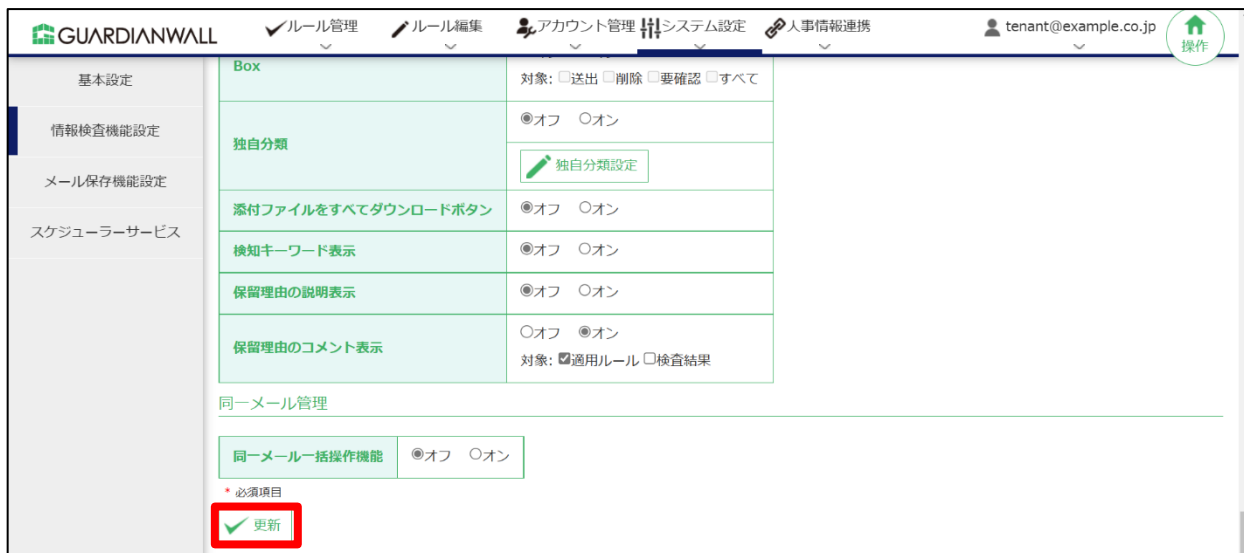 GUARDIANWALL
ルール管理
ルール編集
アカウント管理
システム設定
人事情報連携
tenant@example.co.jp
操作
基本設定
情報検査機能設定
メール保存機能設定
スケジューラーサービス
Box
対象: 送出 削除 要確認 すべて
独自分類
オフ オン
独自分類設定
添付ファイルをすべてダウンロードボタン
オフ オン
検知キーワード表示
オフ オン
保留理由の説明表示
オフ オン
保留理由のコメント表示
オフ オン
対象: 適用ルール 検査結果
同一メール管理
同一メール一括操作機能
オフ オン
* 必須項目
更新